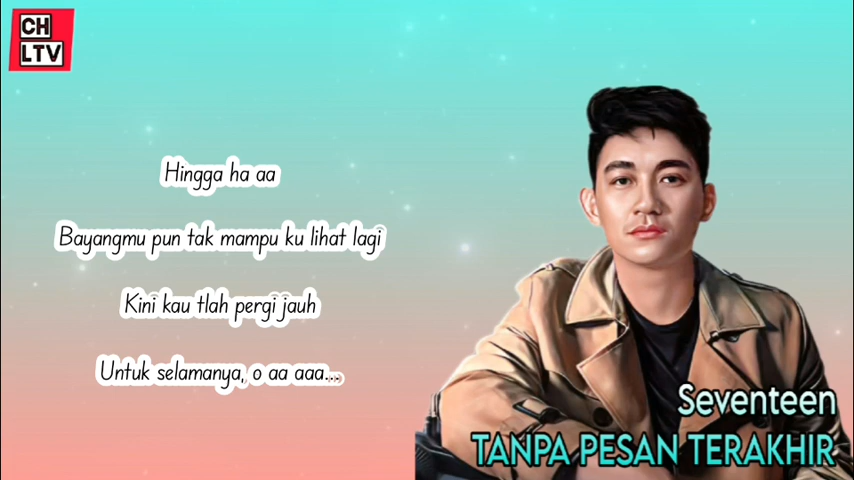 CH
LTV
Hingga ha aa
Bayangmu pun tak mampu ku lihat lagi
Kini kau tlah pergi jauh
Untuk selamanya, o aa aaa...
Seventeen
TANPA PESAN TERAKHIR